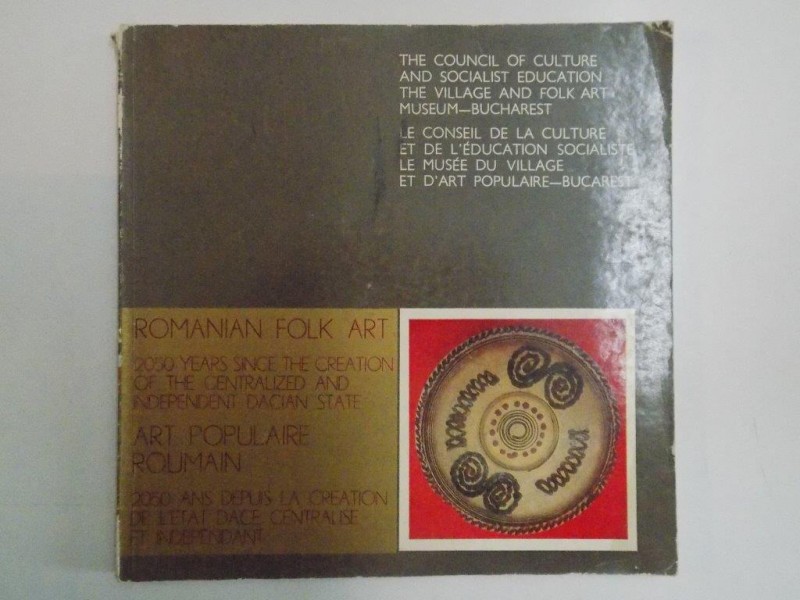 THE COUNCIL OF CULTURE
AND SOCIALIST EDUCATION
THE VILLAGE AND FOLK ART
MUSEUM—BUCHAREST
LE CONSEIL DE LA CULTURE
ET DE L'ÉDUCATION SOCIALISTE
LE MUSÉE DU VILLAGE
ET D'ART POPULAIRE—BUCAREST
ROMANIAN FOLK ART
2050 YEARS SINCE THE CREATION
OF THE CENTRALIZED AND
INDEPENDENT DACIAN STATE
ART POPULAIRE
ROUMAIN
2050 ANS DEPUIS LA CREATION
DE L'ETAT DACE CENTRALISE
ET INDEPENDANT